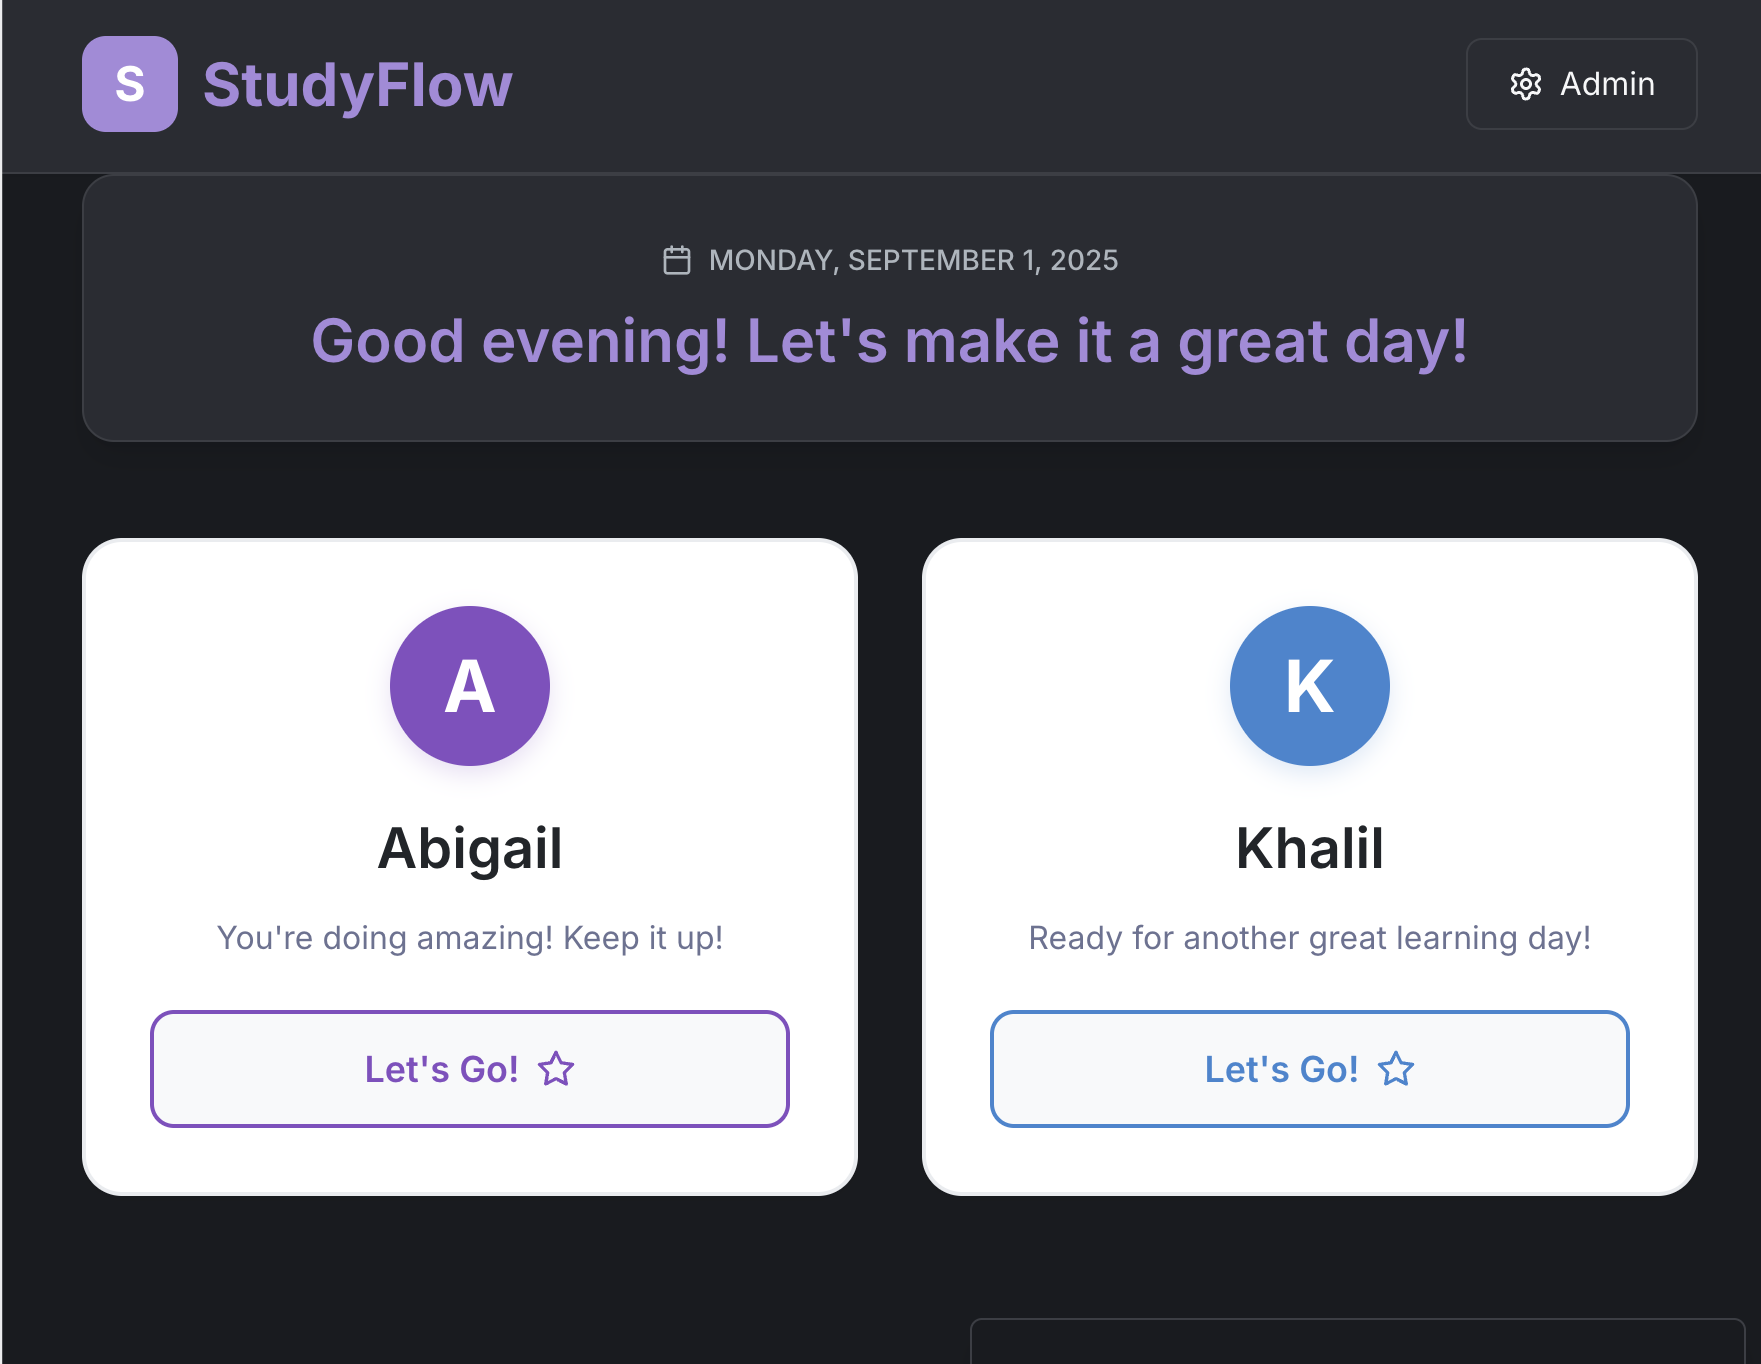 S StudyFlow
Admin
MONDAY, SEPTEMBER 1, 2025
Good evening! Let's make it a great day!
A
Abigail
You're doing amazing! Keep it up!
Let's Go!
K
Khalil
Ready for another great learning day!
Let's Go!